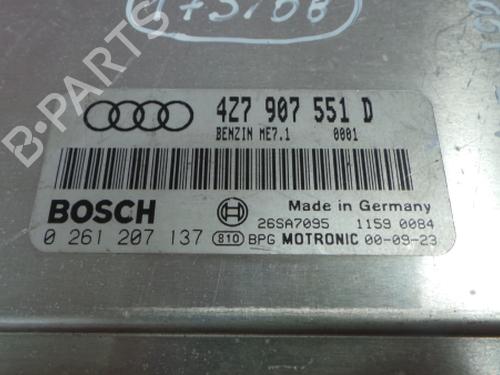 173168
4Z7 907 551 D
BENZIN ME7.1 0001
BOSCH
Made in Germany
26SA7095 1159 0084
0 261 207 137 810 BPG MOTRONIC 00-09-23
B-PARTS